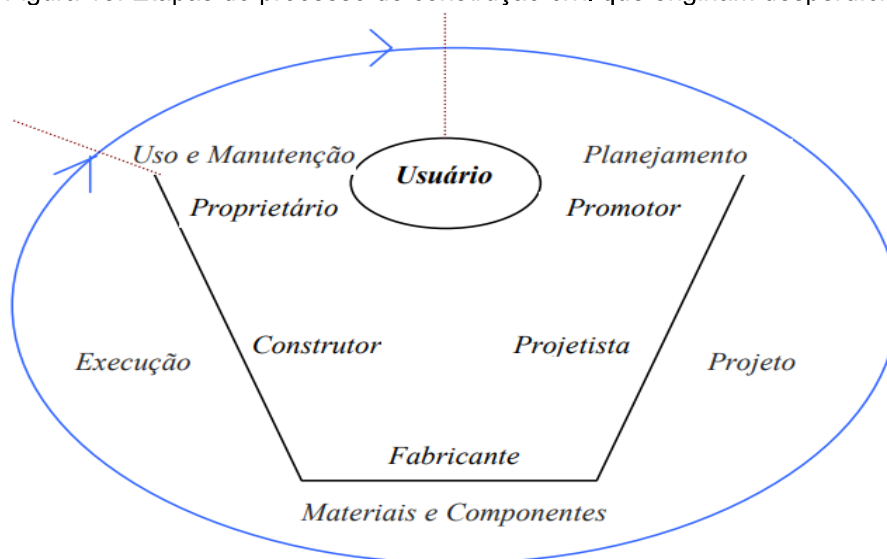 Uso e Manutenção
Usuário
Planejamento
Proprietário
Promotor
Construtor
Projetista
Execução
Projeto
Fabricante
Materiais e Componentes